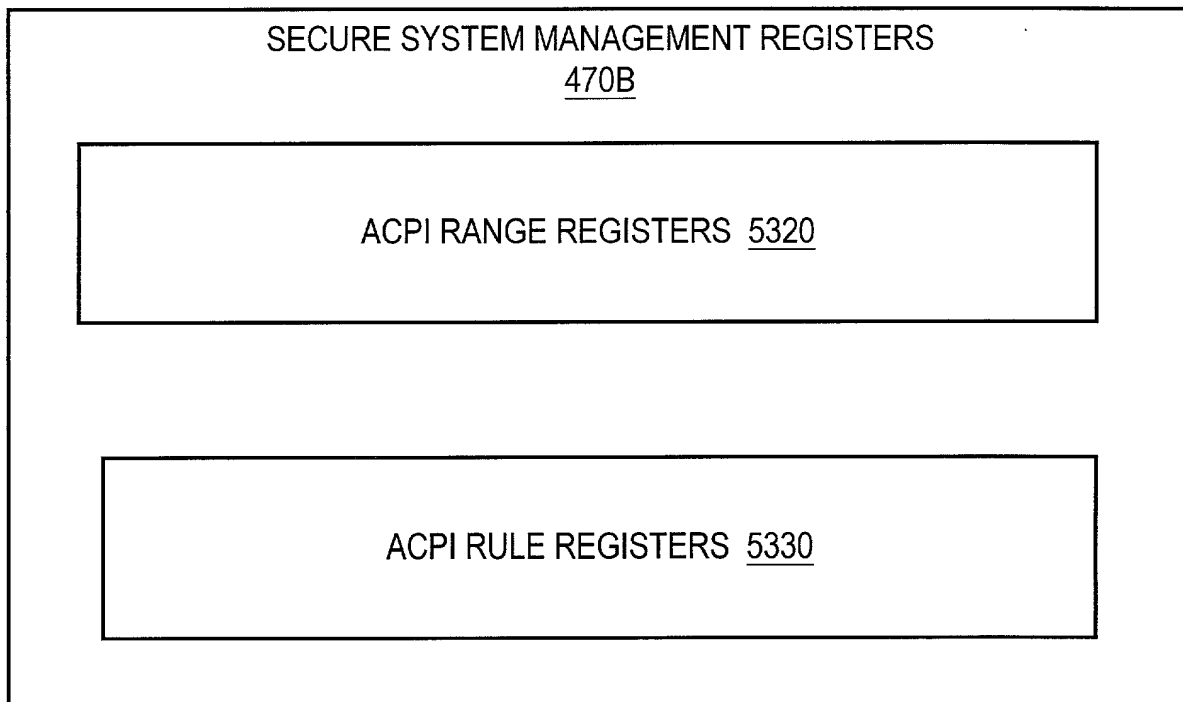 SECURE SYSTEM MANAGEMENT REGISTERS
470B
ACPI RANGE REGISTERS 5320
ACPI RULE REGISTERS 5330